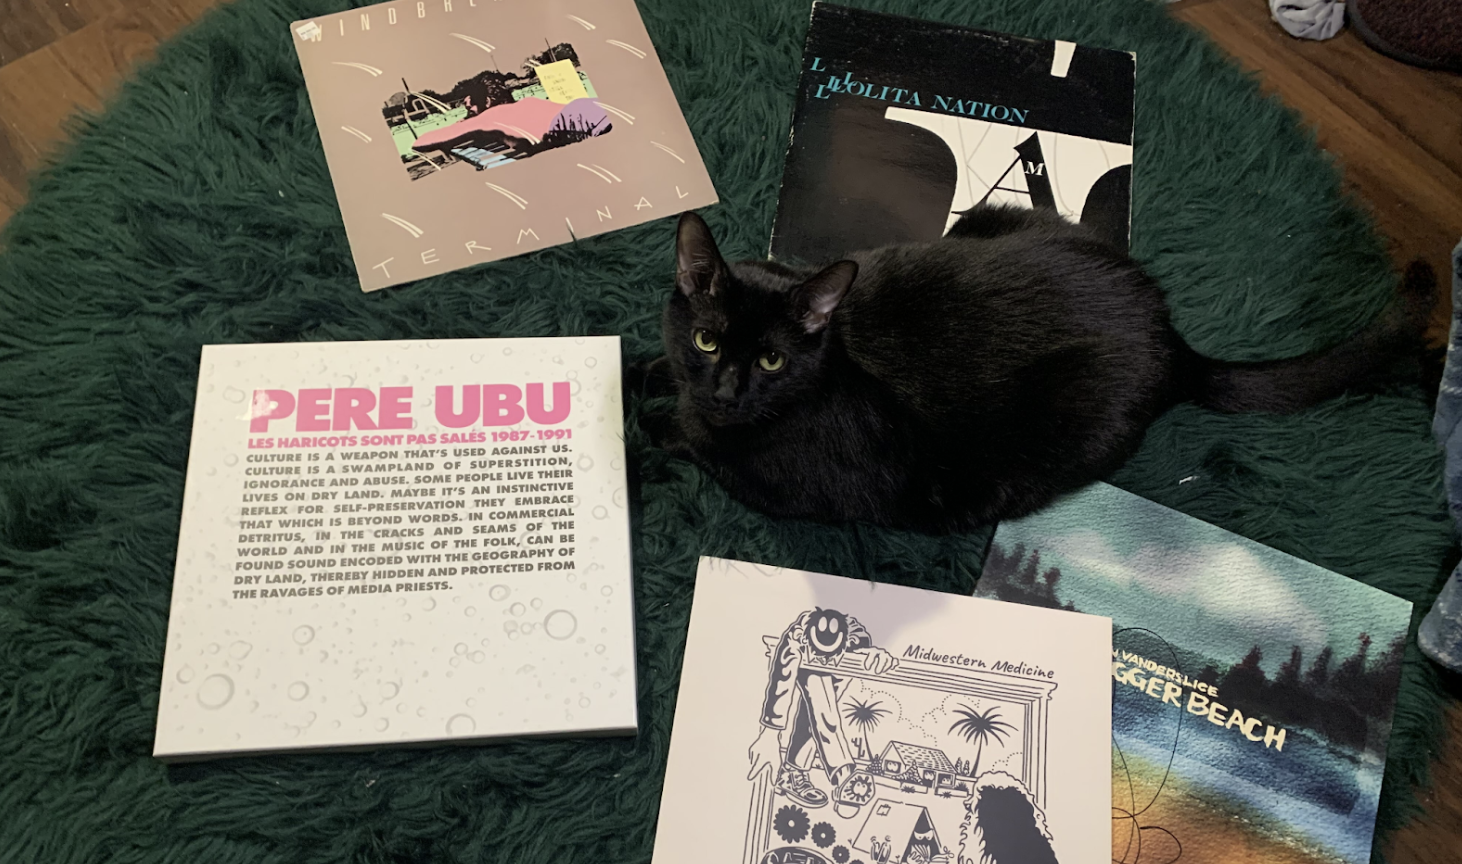 WINDBRE
TERMINAL
LLLLLOLITA NATION
M
PERE UBU
LES HARICOTS SONT PAS SALÉS 1987-1991
CULTURE IS A WEAPON THAT'S USED AGAINST US.
CULTURE IS A SWAMPLAND OF SUPERSTITION,
IGNORANCE AND ABUSE. SOME PEOPLE LIVE THEIR
LIVES ON DRY LAND. MAYBE IT'S AN INSTINCTIVE
REFLEX FOR SELF-PRESERVATION THEY EMBRACE
THAT WHICH IS BEYOND WORDS. IN COMMERCIAL
DETRITUS, IN THE CRACKS AND SEAMS OF THE
WORLD AND IN THE MUSIC OF THE FOLK, CAN BE
FOUND SOUND ENCODED WITH THE GEOGRAPHY OF
DRY LAND, THEREBY HIDDEN AND PROTECTED FROM
THE RAVAGES OF MEDIA PRIESTS.
Midwestern Medicine
N VANDERSLICE
GGER BEACH